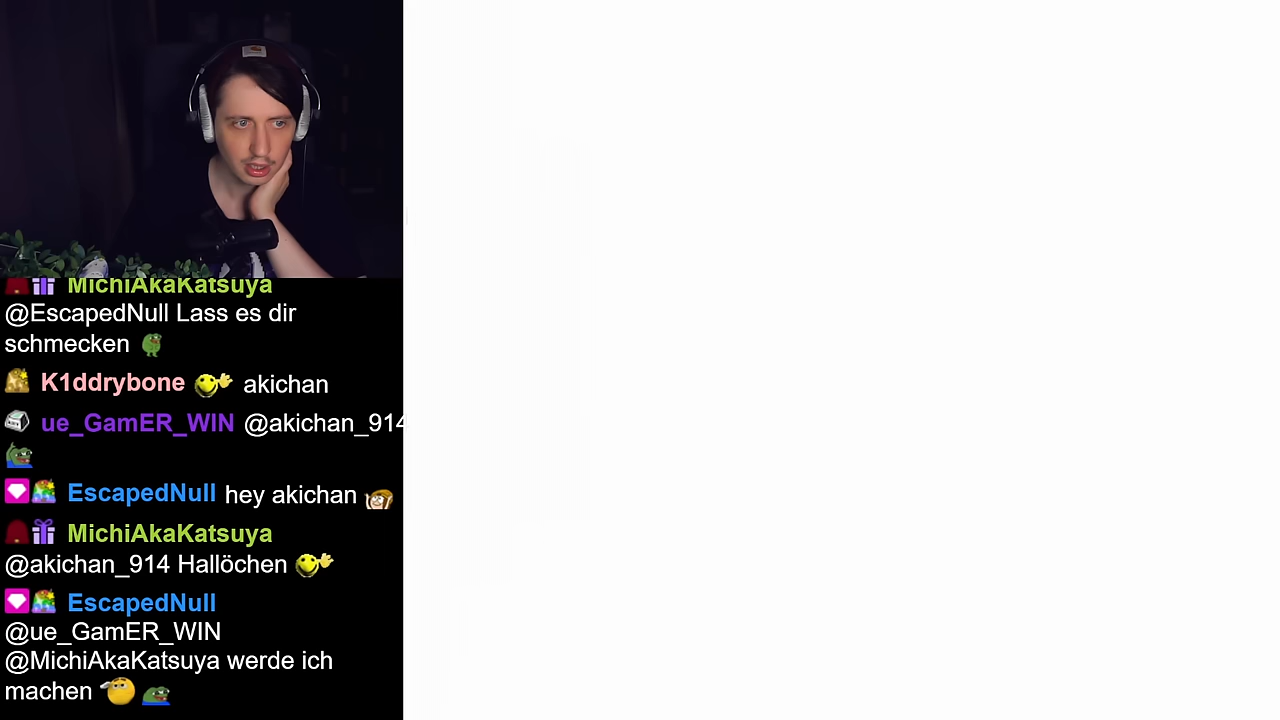 MichiAkaKatsuya
@EscapedNull Lass es dir
schmecken
K1ddrybone akichan
ue_GamER_WIN @akichan_914
EscapedNull hey akichan
MichiAkaKatsuya
@akichan_914 Hallöchen
EscapedNull
@ue_GamER_WIN
@MichiAkaKatsuya werde ich
machen